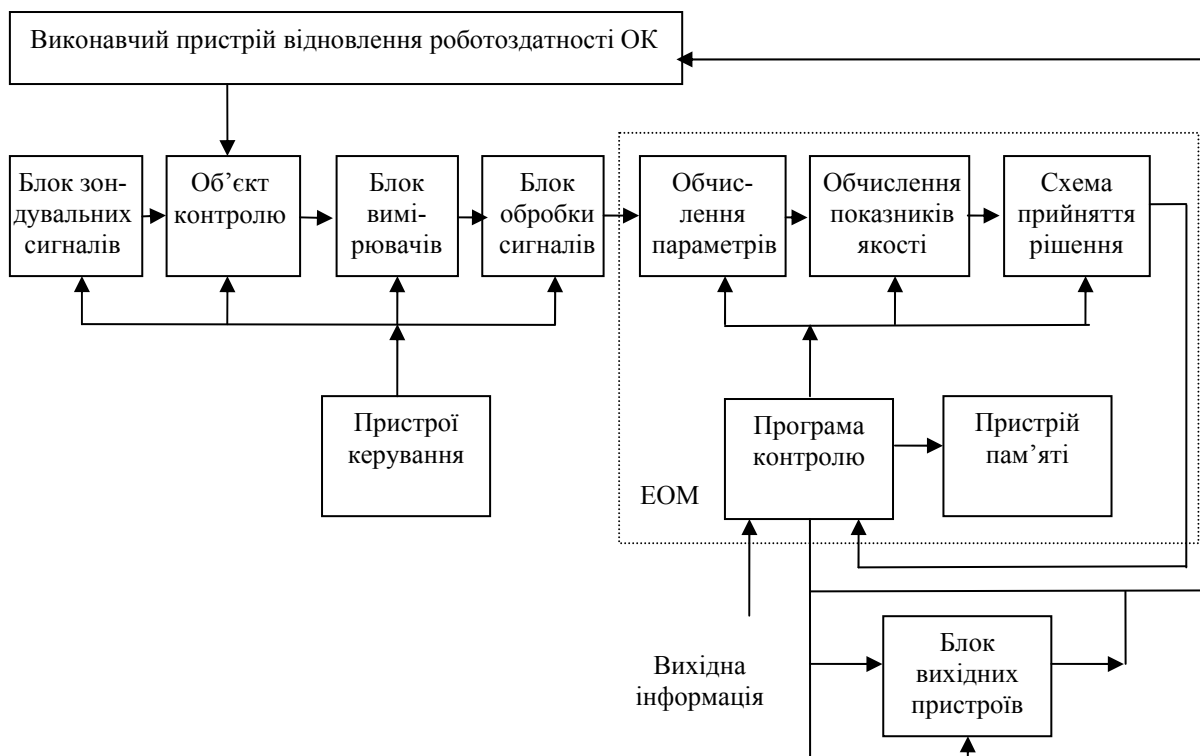 Виконавчий пристрій відновлення роботоздатності ОК
Блок зон-
дувальних
сигналів
Об’єкт
контролю
Блок
вимі-
рювачів
Блок
обробки
сигналів
Обчис-
лення
параметрів
Обчислення
показників
якості
Схема
прийняття
рішення
Пристрої
керування
Програма
контролю
Пристрій
пам’яті
ЕОМ
Вихідна
інформація
Блок
вихідних
пристроїв